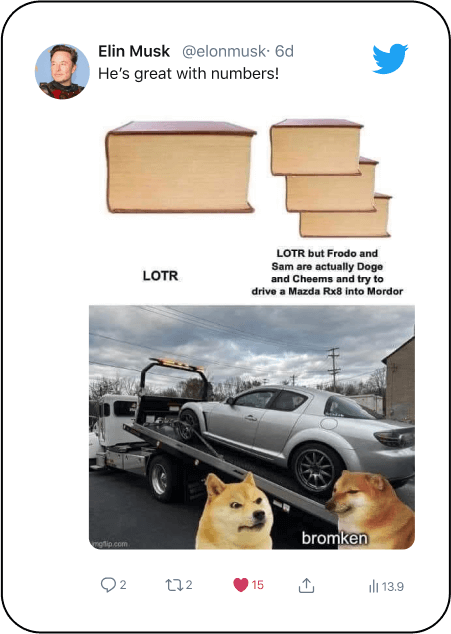 Elin Musk @elonmusk· 6d
He's great with numbers!
LOTR
LOTR but Frodo and
Sam are actually Doge
and Cheems and try to
drive a Mazda Rx8 into Mordor
bromken
imgflip.com
2 2 15 13.9